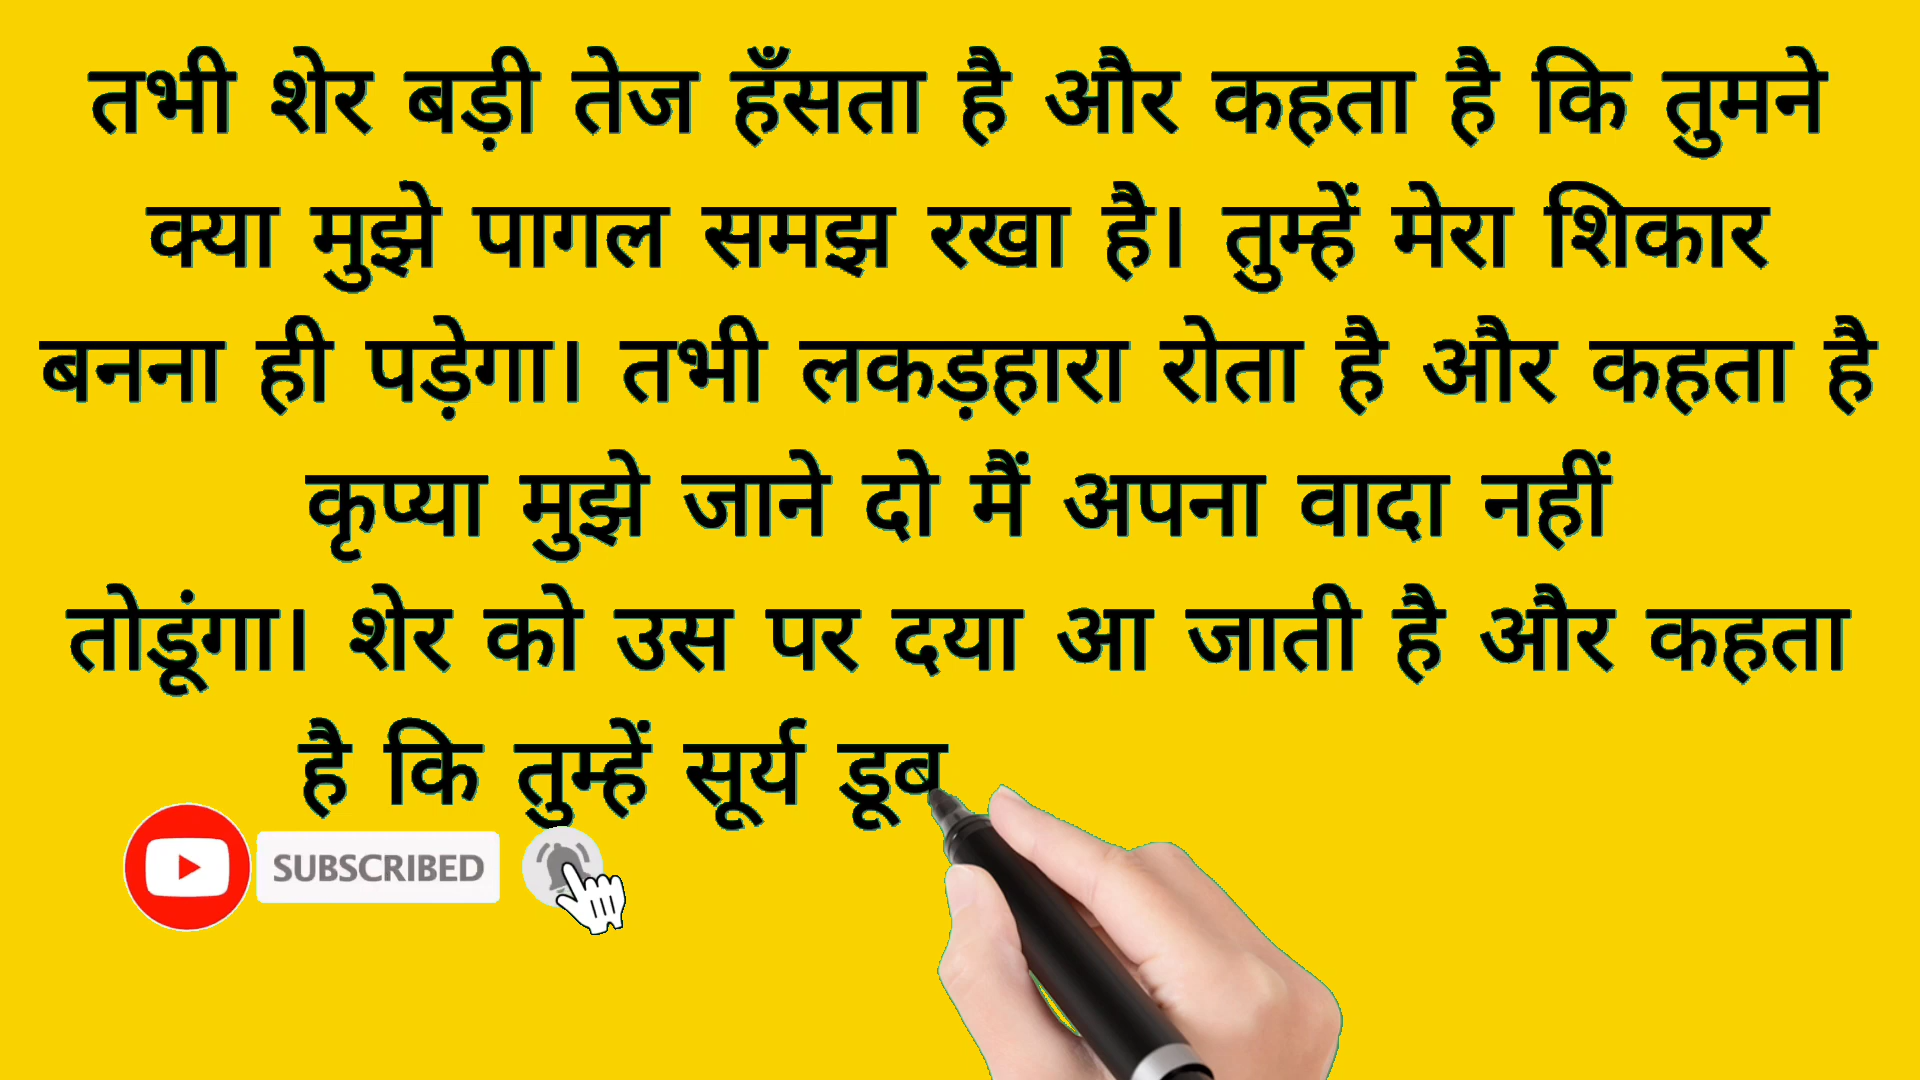 तभी शेर बड़ी तेज हँसता है और कहता है कि तुमने
क्या मुझे पागल समझ रखा है। तुम्हें मेरा शिकार
बनना ही पड़ेगा। तभी लकड़हारा रोता है और कहता है
कृप्या मुझे जाने दो मैं अपना वादा नहीं
तोडूंगा। शेर को उस पर दया आ जाती है और कहता
है कि तुम्हें सूर्य डूब
SUBSCRIBED